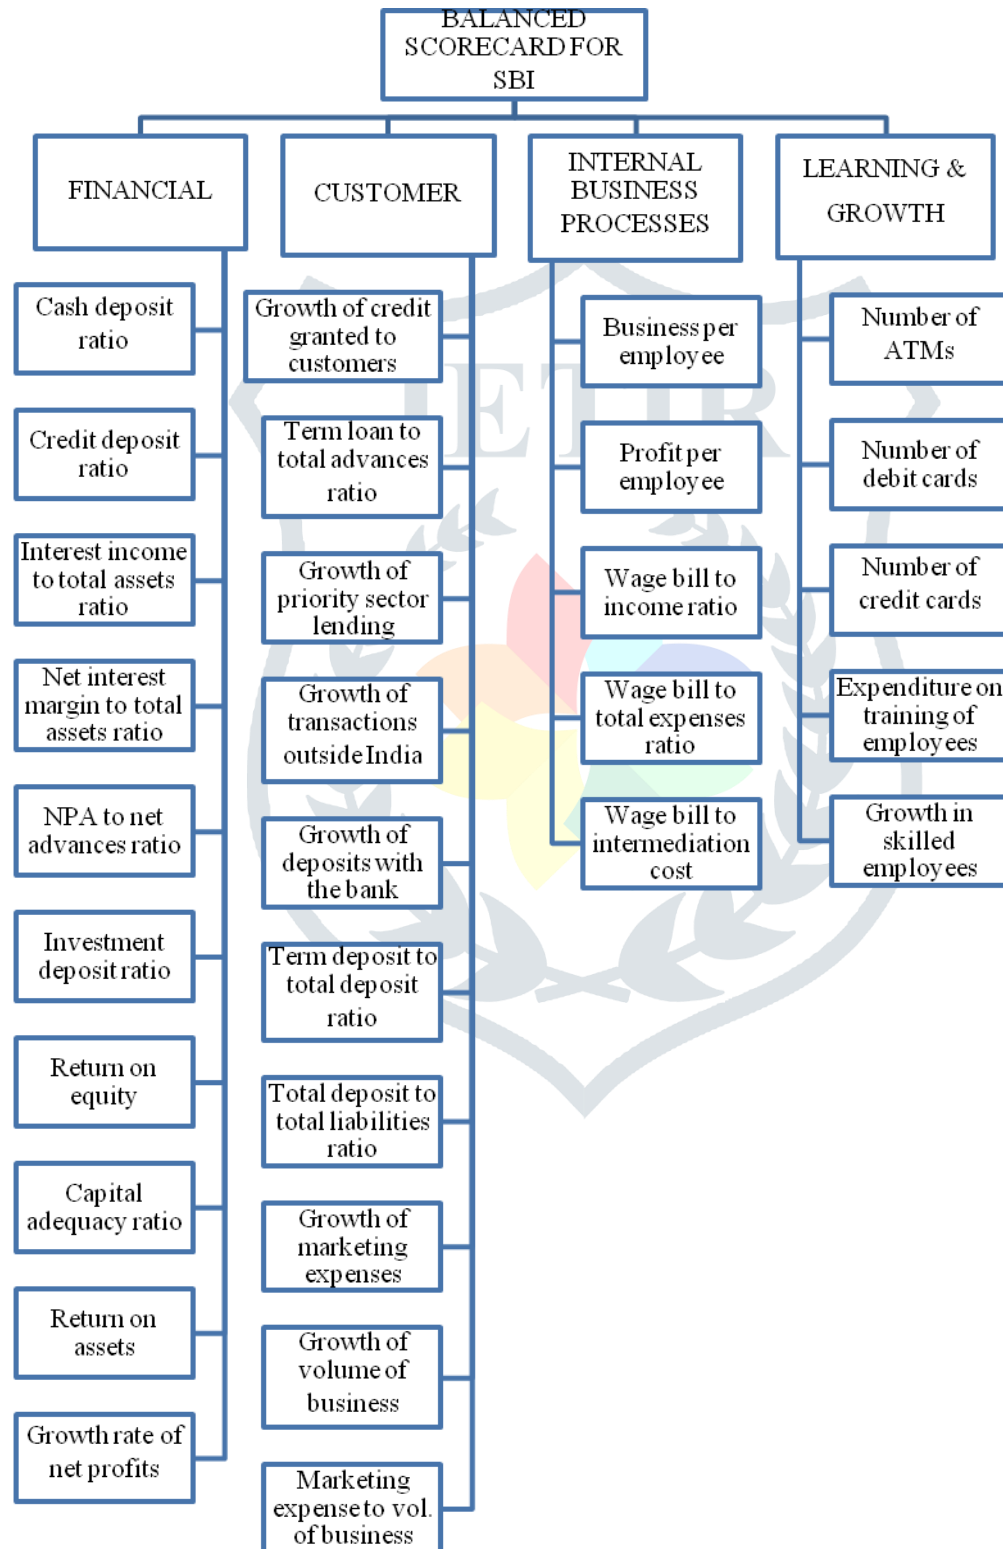 BALANCED
SCORECARD FOR
SBI
FINANCIAL
CUSTOMER
INTERNAL
BUSINESS
PROCESSES
LEARNING &
GROWTH
Cash deposit
ratio
Credit deposit
ratio
Interest income
to total assets
ratio
Net interest
margin to total
assets ratio
NPA to net
advances ratio
Investment
deposit ratio
Return on
equity
Capital
adequacy ratio
Return on
assets
Growth rate of
net profits
Growth of credit
granted to
customers
Term loan to
total advances
ratio
Growth of
priority sector
lending
Growth of
transactions
outside India
Growth of
deposits with
the bank
Term deposit to
total deposit
ratio
Total deposit to
total liabilities
ratio
Growth of
marketing
expenses
Growth of
volume of
business
Marketing
expense to vol.
of business
Business per
employee
Profit per
employee
Wage bill to
income ratio
Wage bill to
total expenses
ratio
Wage bill to
intermediation
cost
Number of
ATMs
Number of
debit cards
Number of
credit cards
Expenditure on
training of
employees
Growth in
skilled
employees
JETIR